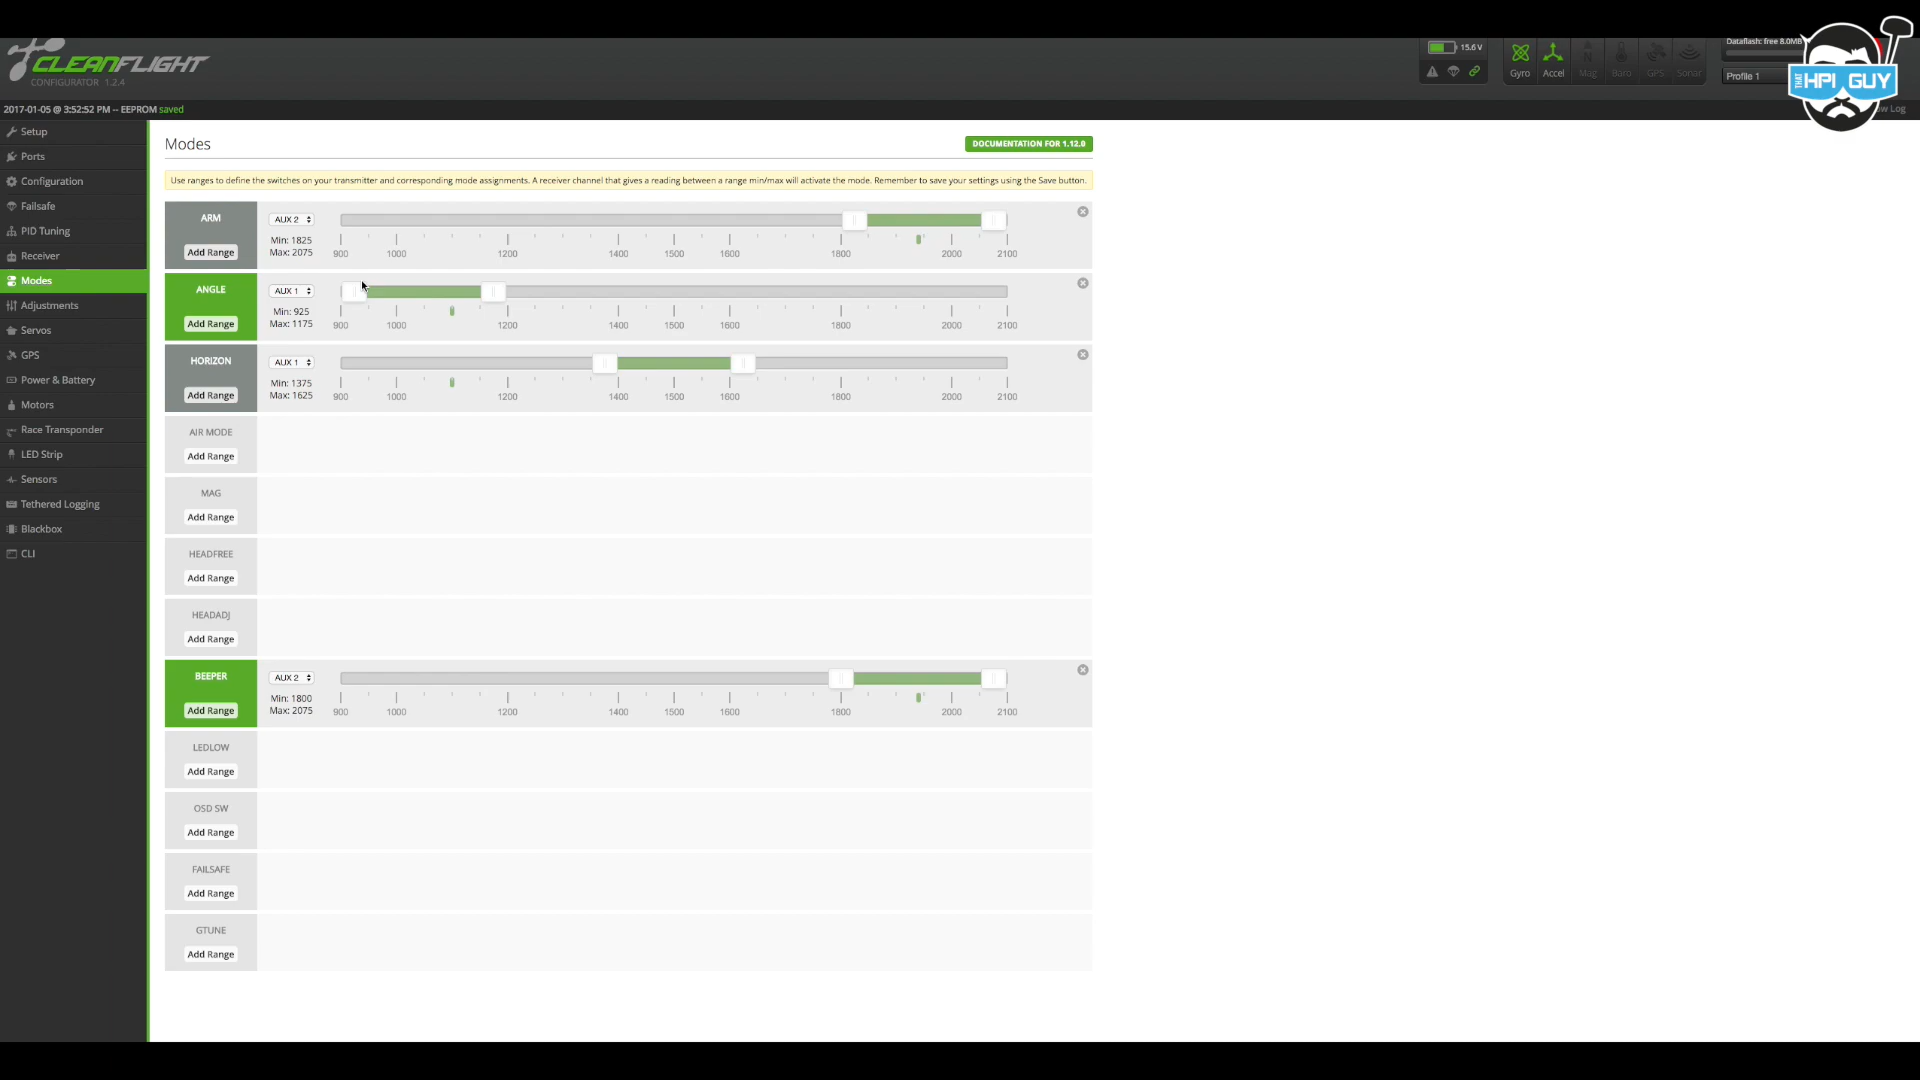 CLEANFLIGHT
CONFIGURATOR 1.2.4
15.6 V
Gyro
Accel
Mag
Baro
GPS
Sonar
Dataflash: free 8.0MB
Profile 1
THAT HPI GUY
2017-01-05 @ 3:52:52 PM -- EEPROM saved
Log
Setup
Ports
Configuration
Failsafe
PID Tuning
Receiver
Modes
Adjustments
Servos
GPS
Power & Battery
Motors
Race Transponder
LED Strip
Sensors
Tethered Logging
Blackbox
CLI
Modes
DOCUMENTATION FOR 1.12.0
Use ranges to define the switches on your transmitter and corresponding mode assignments. A receiver channel that gives a reading between a range min/max will activate the mode. Remember to save your settings using the Save button.
ARM
Add Range
AUX 2
Min: 1825
Max: 2075
900 1000 1200 1400 1500 1600 1800 2000 2100
ANGLE
Add Range
AUX 1
Min: 925
Max: 1175
900 1000 1200 1400 1500 1600 1800 2000 2100
HORIZON
Add Range
AUX 1
Min: 1375
Max: 1625
900 1000 1200 1400 1500 1600 1800 2000 2100
AIR MODE
Add Range
MAG
Add Range
HEADFREE
Add Range
HEADADJ
Add Range
BEEPER
Add Range
AUX 2
Min: 1800
Max: 2075
900 1000 1200 1400 1500 1600 1800 2000 2100
LEDLOW
Add Range
OSD SW
Add Range
FAILSAFE
Add Range
GTUNE
Add Range